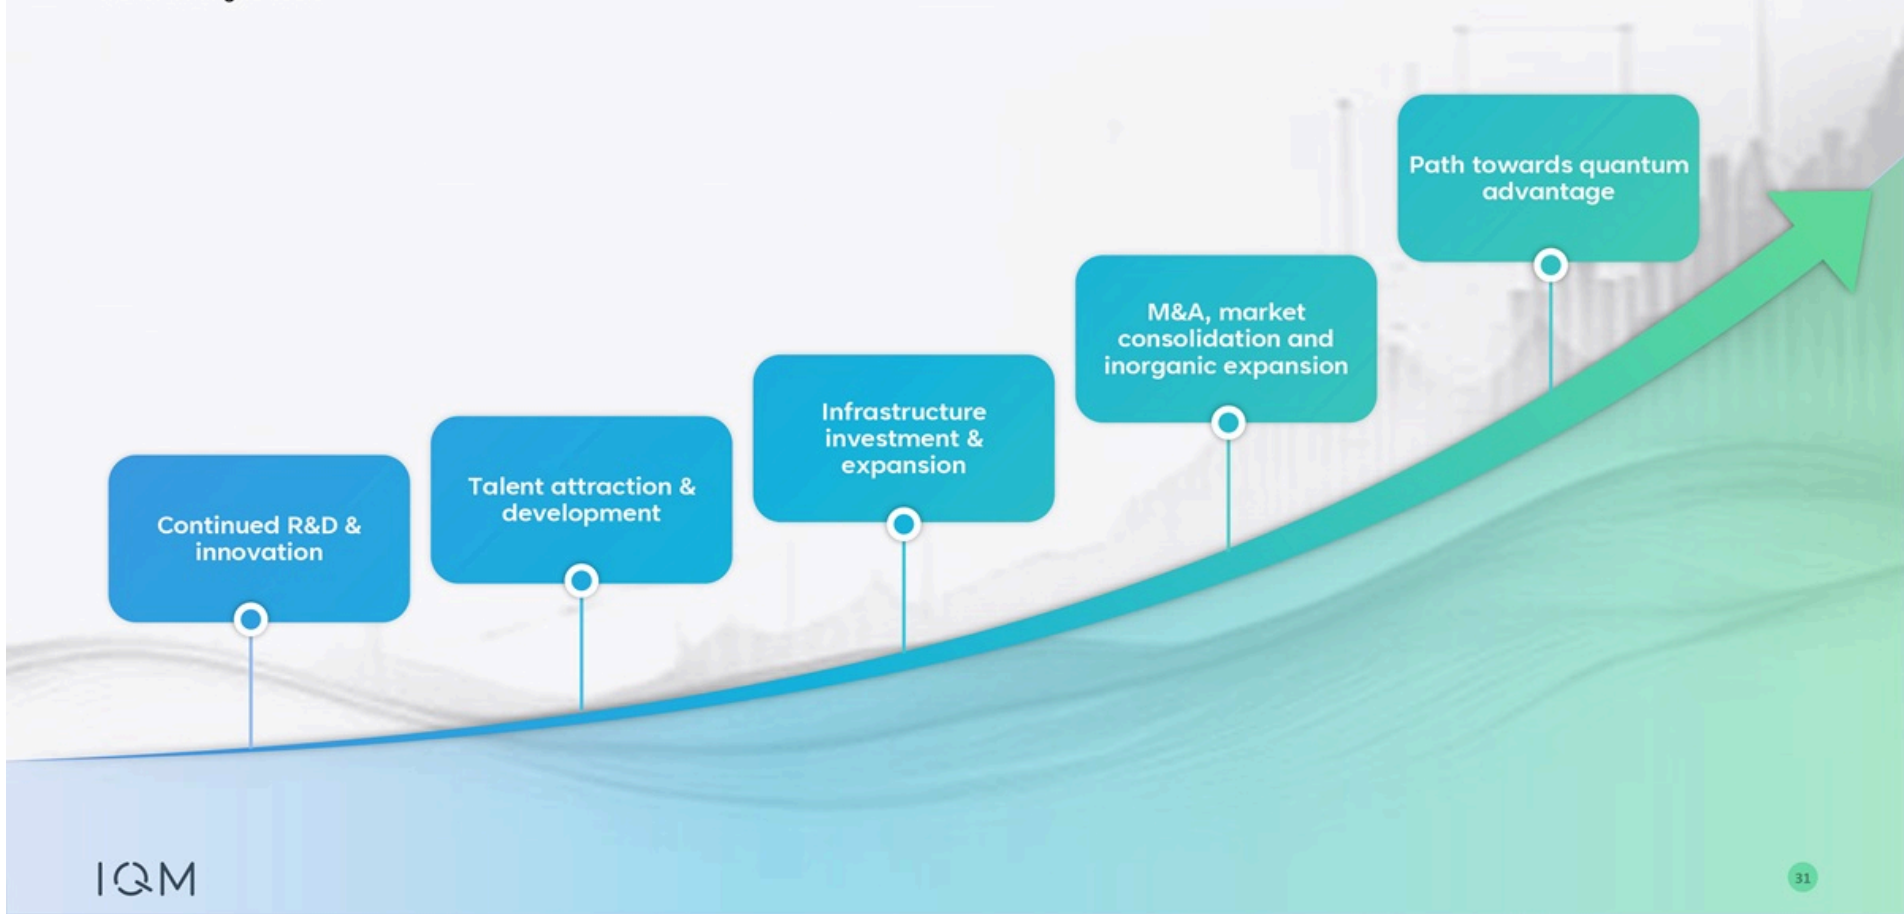 Continued R&D &
innovation
Talent attraction &
development
Infrastructure
investment &
expansion
M&A, market
consolidation and
inorganic expansion
Path towards quantum
advantage
IQM
31